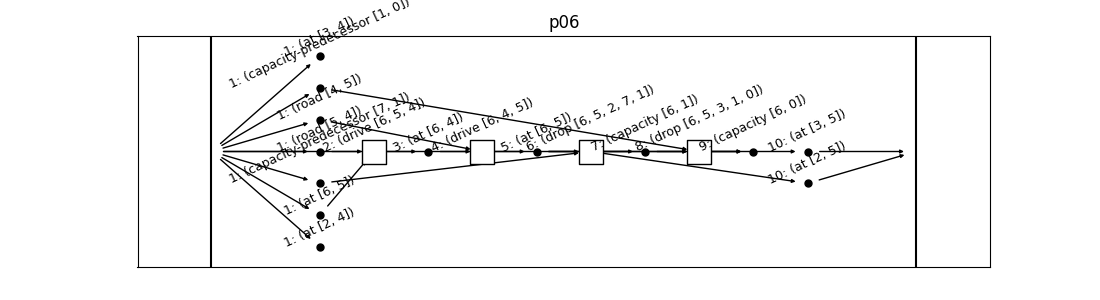 p06
1: (at [3, 4])
1: (capacity-predecessor [1, 0])
1: (road [4, 5])
1: (road [5, 4])
1: (capacity-predecessor [7, 1])
1: (at [6, 5])
1: (at [2, 4])
2: (drive [6, 5, 4])
3: (at [6, 4])
4: (drive [6, 4, 5])
5: (at [6, 5])
6: (drop [6, 5, 2, 7, 1])
7: (capacity [6, 1])
8: (drop [6, 5, 3, 1, 0])
9: (capacity [6, 0])
10: (at [3, 5])
10: (at [2, 5])